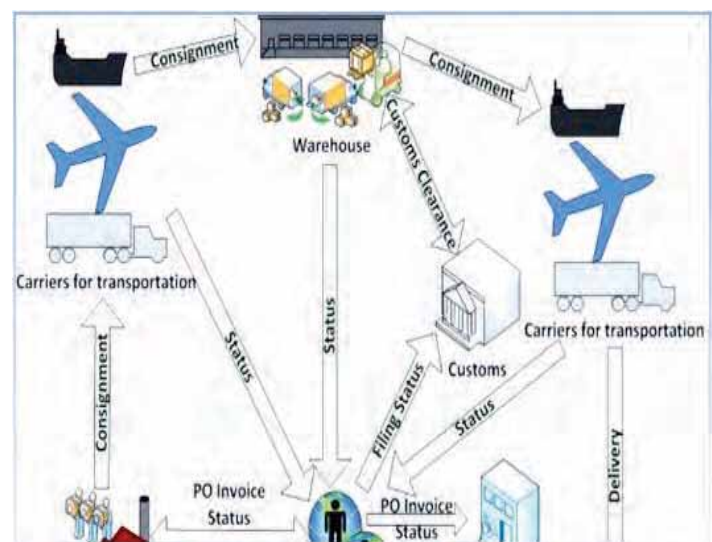 Consignment
Consignment
Warehouse
Customs Clearance
Carriers for transportation
Status
Status
Carriers for transportation
Customs
Consignment
Filing Status
Status
Delivery
PO Invoice
Status
PO Invoice
Status